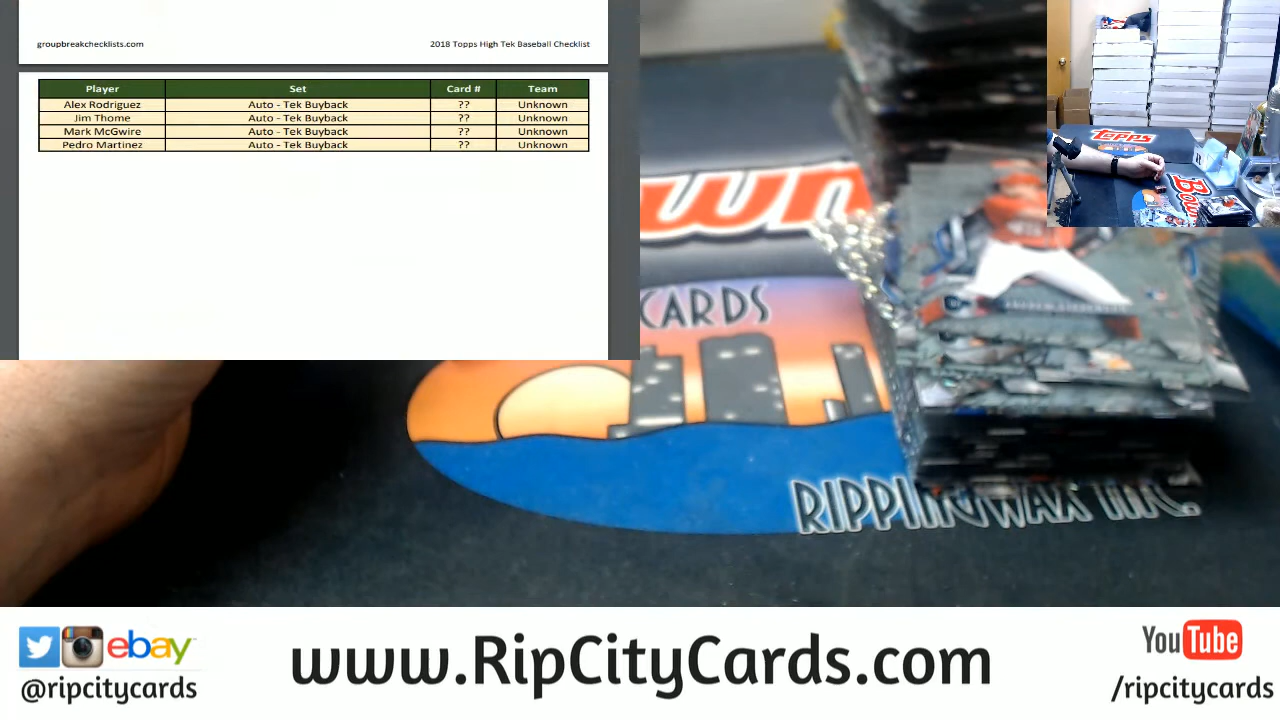 groupbreakchecklists.com
2018 Topps High Tek Baseball Checklist
Player Set Card # Team
Alex Rodriguez Auto - Tek Buyback ?? Unknown
Jim Thome Auto - Tek Buyback ?? Unknown
Mark McGwire Auto - Tek Buyback ?? Unknown
Pedro Martinez Auto - Tek Buyback ?? Unknown
Topps
CARDS
RIPPINGWAX INC.
ebay
@ripcitycards
www.RipCityCards.com
YouTube
/ripcitycards